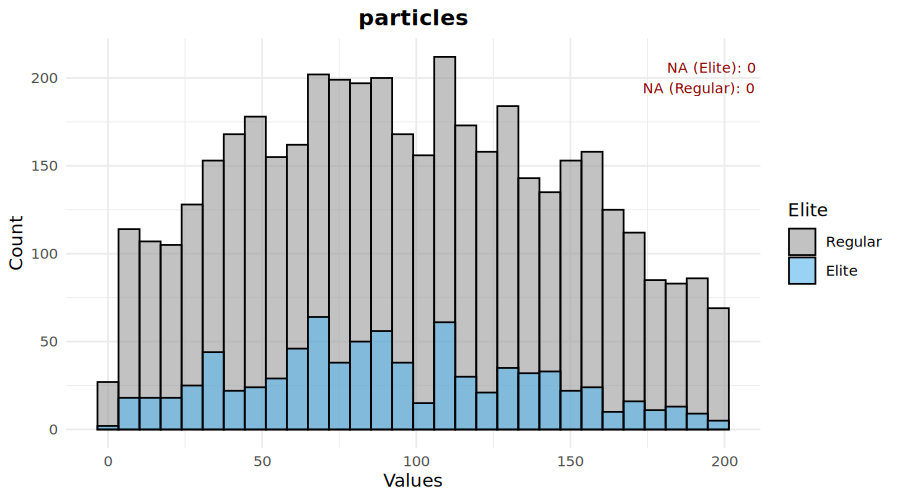 particles
NA (Elite): 0
NA (Regular): 0
200
150
100
50
0
Count
0 50 100 150 200
Values
Elite
Regular
Elite